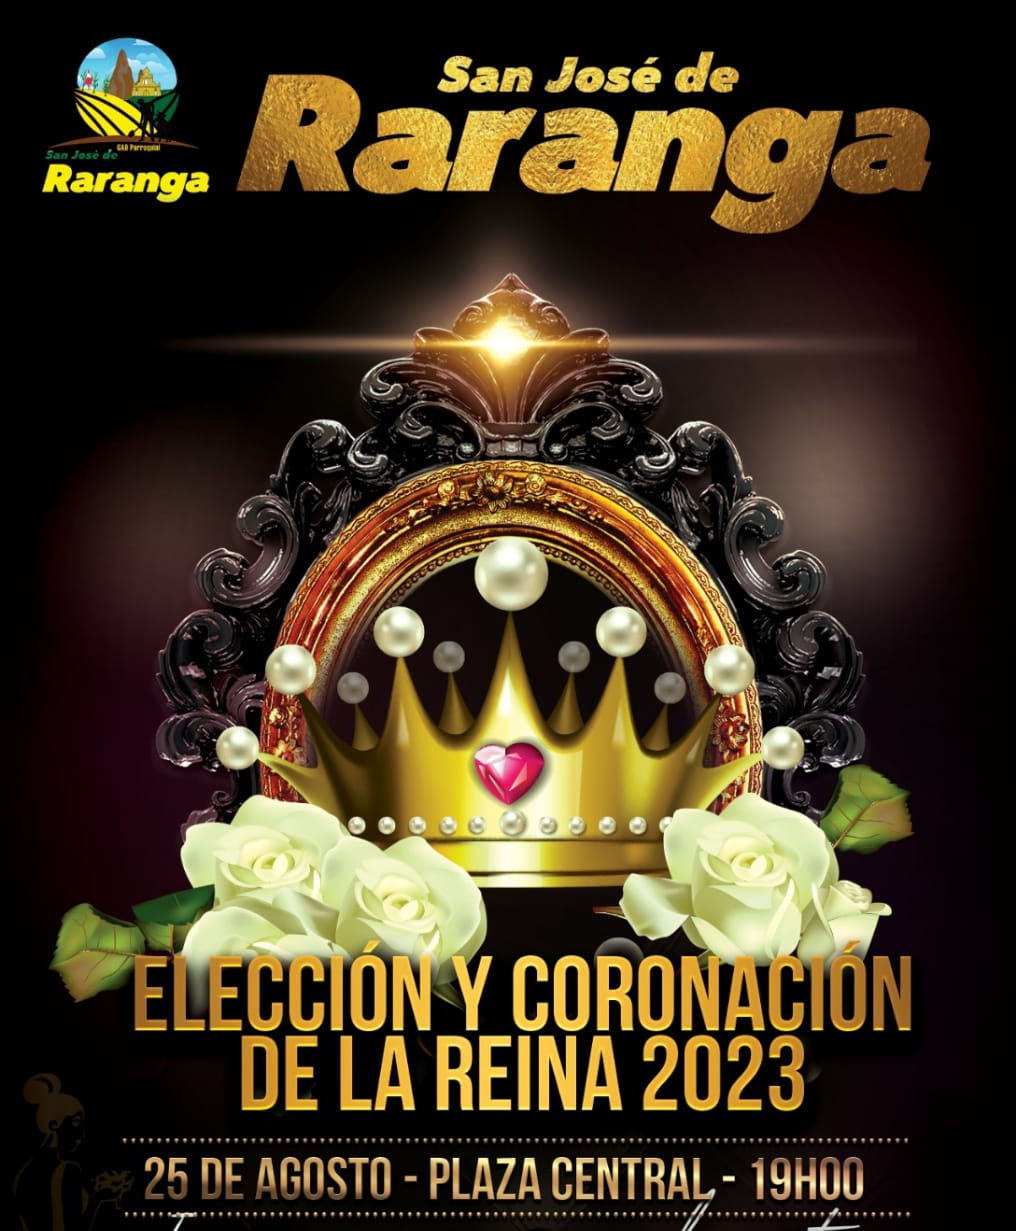 GAD Parroquial
San José de
Raranga
San José de
Raranga
ELECCIÓN Y CORONACIÓN
DE LA REINA 2023
25 DE AGOSTO - PLAZA CENTRAL - 19H00